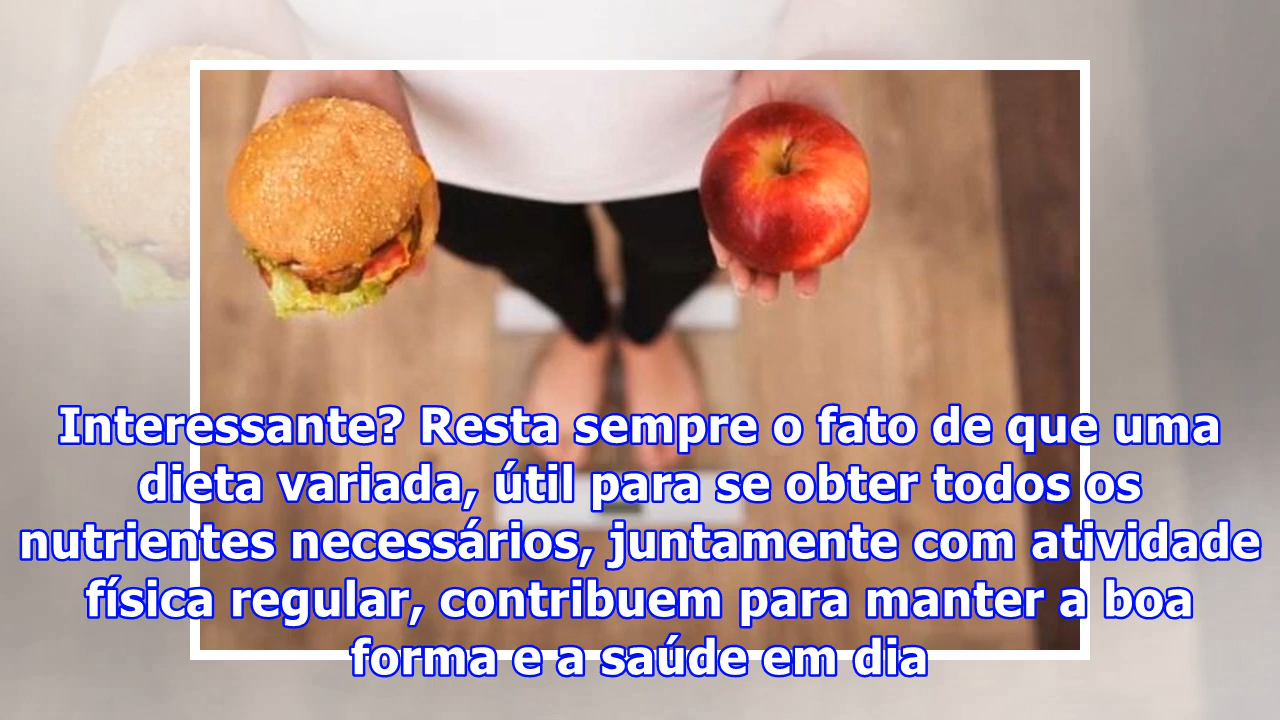 Interessante? Resta sempre o fato de que uma
dieta variada, útil para se obter todos os
nutrientes necessários, juntamente com atividade
física regular, contribuem para manter a boa
forma e a saúde em dia